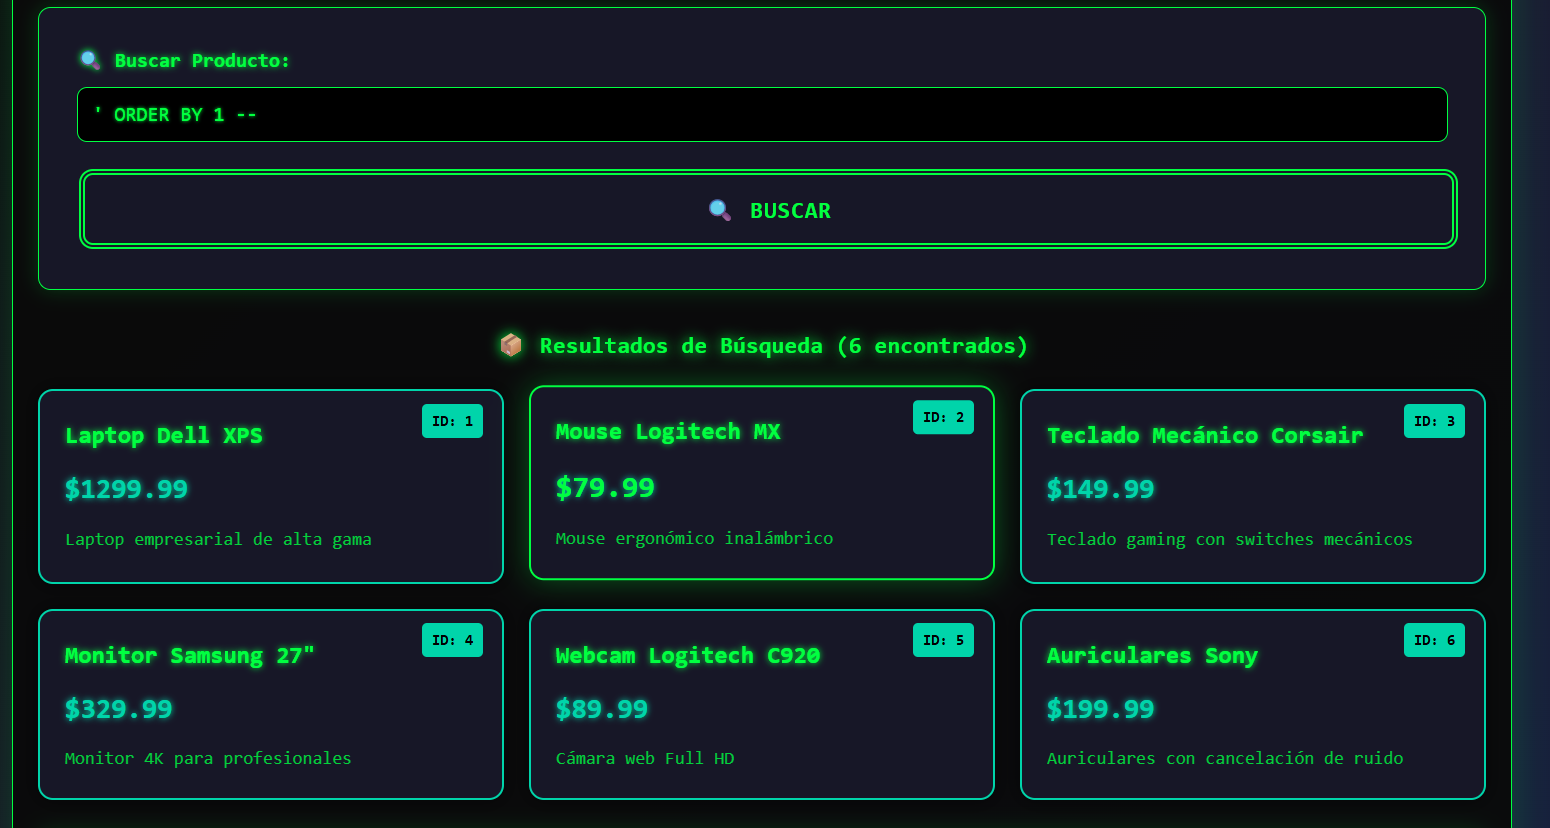 🔍 Buscar Producto:
' ORDER BY 1 --
🔍 BUSCAR
📦 Resultados de Búsqueda (6 encontrados)
Laptop Dell XPS
ID: 1
$1299.99
Laptop empresarial de alta gama
Mouse Logitech MX
ID: 2
$79.99
Mouse ergonómico inalámbrico
Teclado Mecánico Corsair
ID: 3
$149.99
Teclado gaming con switches mecánicos
Monitor Samsung 27"
ID: 4
$329.99
Monitor 4K para profesionales
Webcam Logitech C920
ID: 5
$89.99
Cámara web Full HD
Auriculares Sony
ID: 6
$199.99
Auriculares con cancelación de ruido